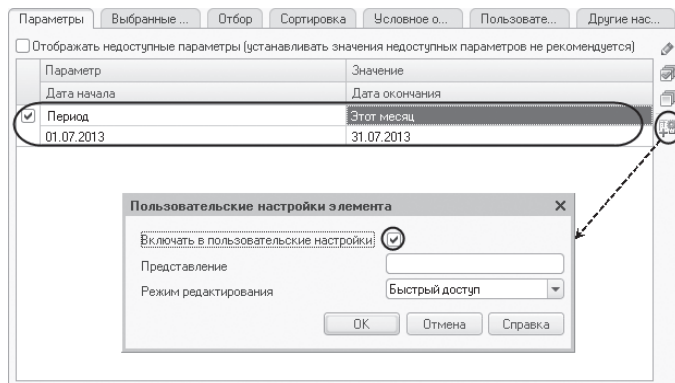 Параметры Выбранные ... Отбор Сортировка Условное о... Пользовате... Другие нас...
Отображать недоступные параметры (устанавливать значения недоступных параметров не рекомендуется)
Параметр Значение
Дата начала Дата окончания
Период Этот месяц
01.07.2013 31.07.2013
Пользовательские настройки элемента
Включать в пользовательские настройки
Представление
Режим редактирования Быстрый доступ
ОК Отмена Справка